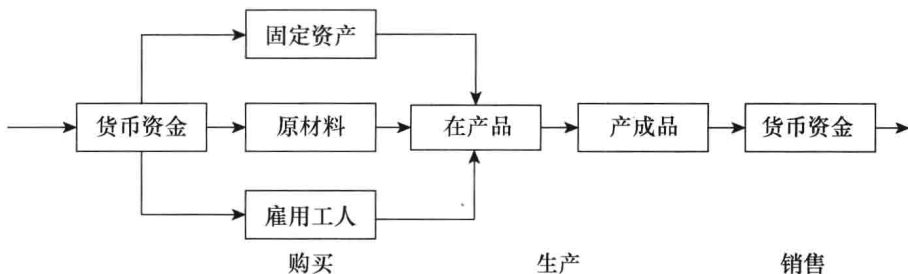 固定资产
货币资金
原材料
在产品
产成品
货币资金
雇用工人
购买
生产
销售